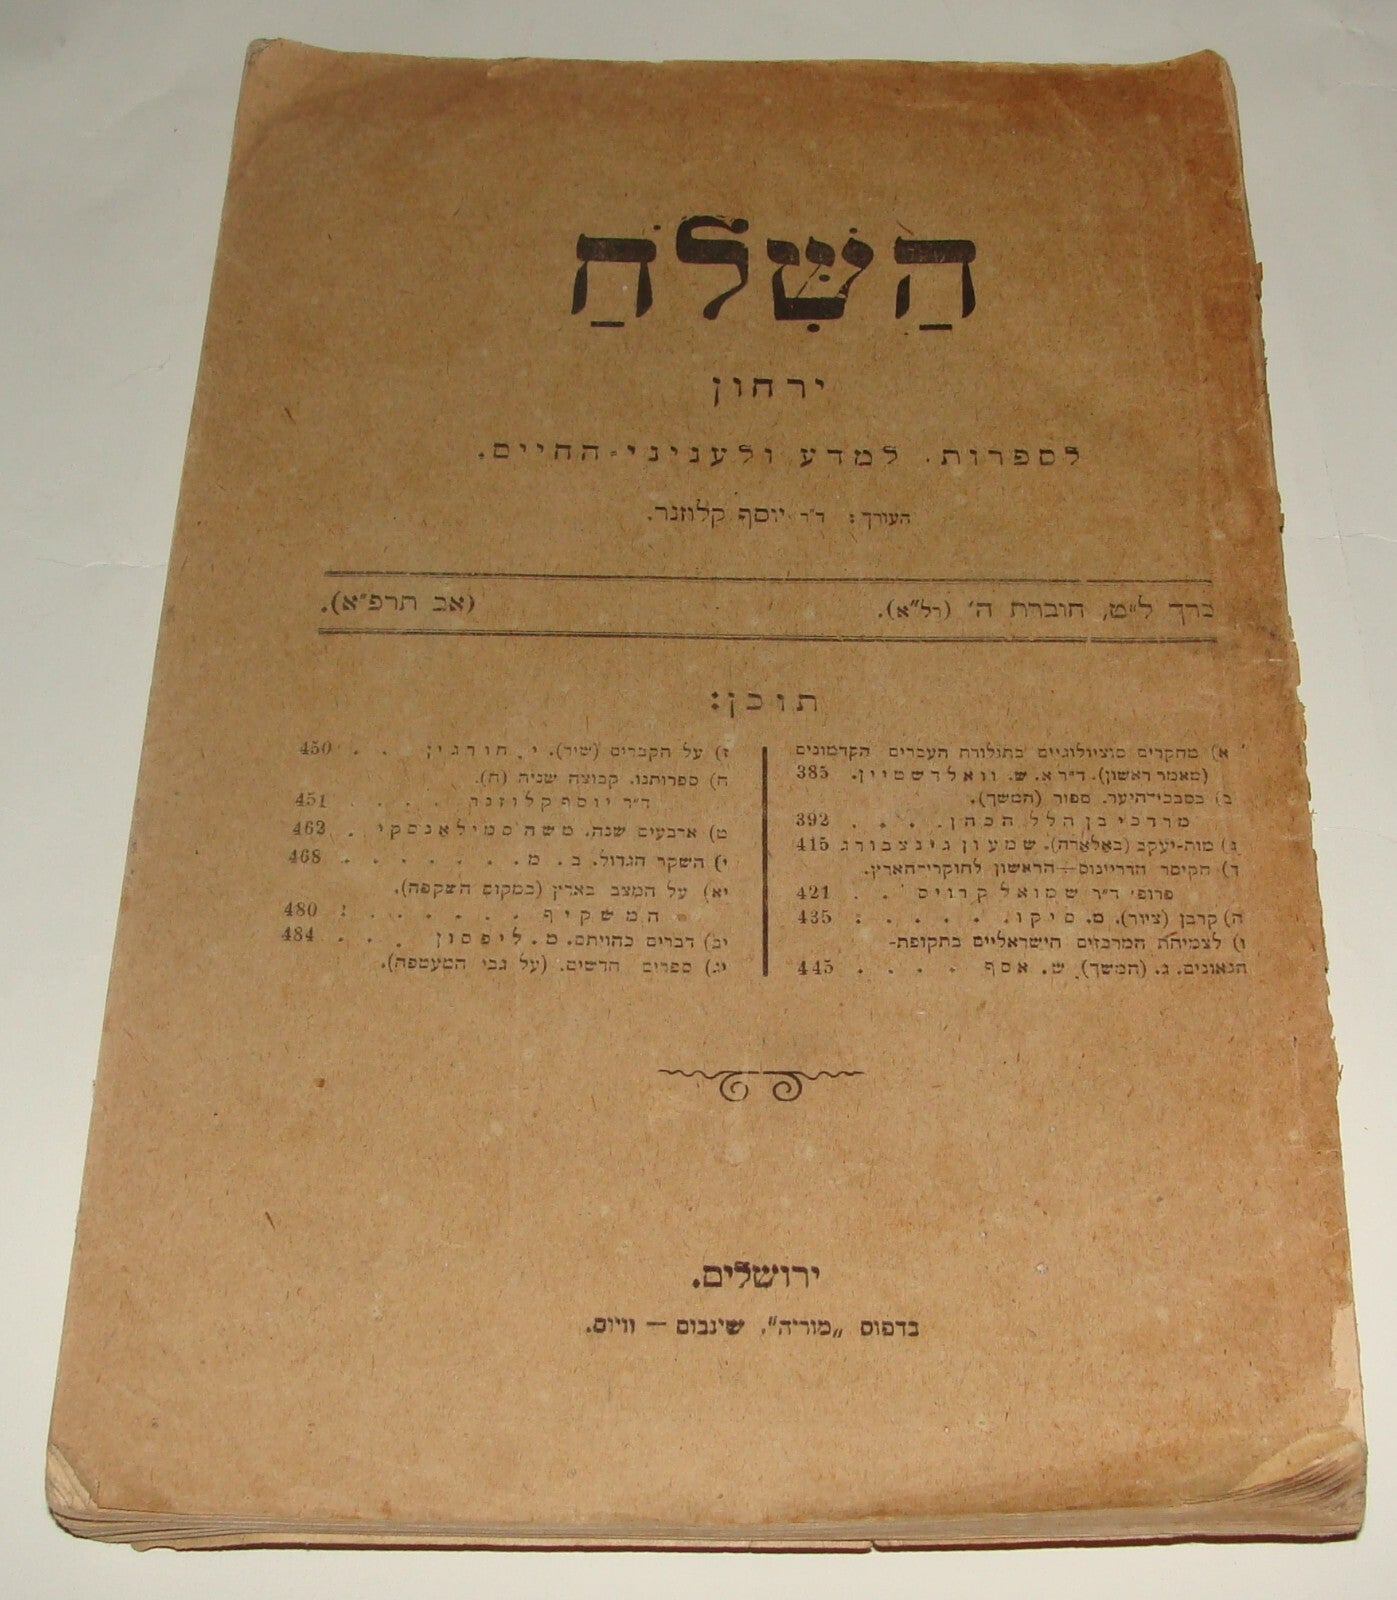 הַשִּׁלֹחַ
ירחון
לספרות, למדע ולעניני-החיים.
העורך: ד"ר יוסף קלוזנר.
כרך ל"ט, חוברת ה' (רל"א). (אב תרפ"א).
תוכן:
א) מחקרים סוציולוגיים בתולדות העברים הקדמונים
(מאמר ראשון). ד"ר א. ש. וואלדשטיין. 385
ב) בסבכי-היער. ספור (המשך).
מרדכי בן הלל הכהן. . . . 392
ג) מות-יעקב (באלאדה). שמעון גינצבורג 415
ד) הקיסר הדריינוס—הראשון לחוקרי-הארץ.
פרופ' ד"ר שמואל קרויס . . 421
ה) קרבן (ציור). מ. סיקו. . . . . : 435
ו) לצמיחת המרכזים הישראליים בתקופת-
הגאונים. ג. (המשך). ש. אסף . . . . 445
ז) על הקברים (שיר). י. חורגין . . 450
ח) ספרותנו. קבוצה שניה (ח).
ד"ר יוסף קלוזנר . . . . 451
ט) ארבעים שנה. משה סמילאנסקי . 462
י) השקר הגדול. ב. מ. . . . . . . . 468
יא) על המצב בארץ (במקום השקפה).
המשקיף . . . . . . : 480
יב) דברים כהויתם. מ. ליפסון . . . 484
יג) ספרים חדשים. (על גבי המעטפה).
ירושלים.
בדפוס "מוריה", שינבוים — ווייס.